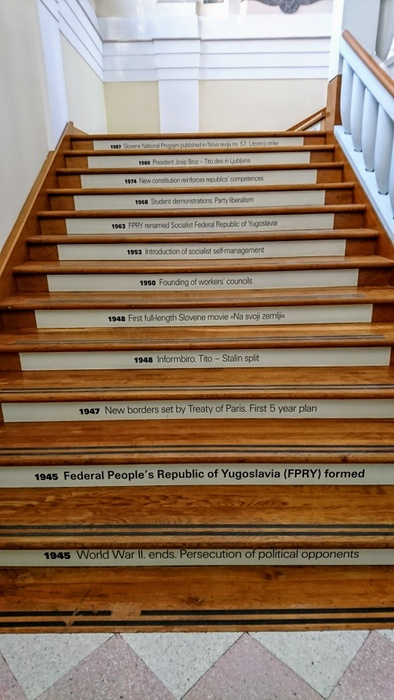 1987 Slovene National Program published in Nova revija no. 57. Litostroj strike
1980 President Josip Broz – Tito dies in Ljubljana
1974 New constitution reinforces republics' competences
1968 Student demonstrations. Party liberalism
1963 FPRY renamed Socialist Federal Republic of Yugoslavia
1953 Introduction of socialist self-management
1950 Founding of workers' councils
1948 First full-length Slovene movie »Na svoji zemlji«
1948 Informbiro. Tito – Stalin split
1947 New borders set by Treaty of Paris. First 5 year plan
1945 Federal People's Republic of Yugoslavia (FPRY) formed
1945 World War II. ends. Persecution of political opponents